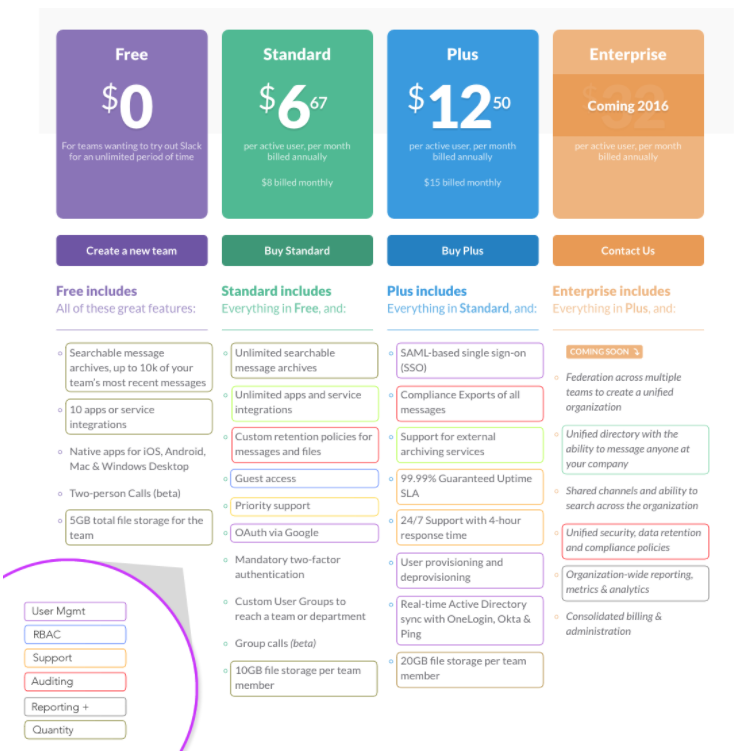 Free
$0
For teams wanting to try out Slack
for an unlimited period of time
Create a new team
Free includes
All of these great features:
Searchable message
archives, up to 10k of your
team's most recent messages
10 apps or service
integrations
Native apps for iOS, Android,
Mac & Windows Desktop
Two-person Calls (beta)
5GB total file storage for the
team
Standard
$6 67
per active user, per month
billed annually
$8 billed monthly
Buy Standard
Standard includes
Everything in Free, and:
Unlimited searchable
message archives
Unlimited apps and service
integrations
Custom retention policies for
messages and files
Guest access
Priority support
OAuth via Google
Mandatory two-factor
authentication
Custom User Groups to
reach a team or department
Group calls (beta)
10GB file storage per team
member
Plus
$12 50
per active user, per month
billed annually
$15 billed monthly
Buy Plus
Plus includes
Everything in Standard, and:
SAML-based single sign-on
(SSO)
Compliance Exports of all
messages
Support for external
archiving services
99.99% Guaranteed Uptime
SLA
24/7 Support with 4-hour
response time
User provisioning and
deprovisioning
Real-time Active Directory
sync with OneLogin, Okta &
Ping
20GB file storage per team
member
Enterprise
$32
Coming 2016
per active user, per month
billed annually
Contact Us
Enterprise includes
Everything in Plus, and:
COMING SOON
Federation across multiple
teams to create a unified
organization
Unified directory with the
ability to message anyone at
your company
Shared channels and ability to
search across the organization
Unified security, data retention
and compliance policies
Organization-wide reporting,
metrics & analytics
Consolidated billing &
administration
User Mgmt
RBAC
Support
Auditing
Reporting +
Quantity